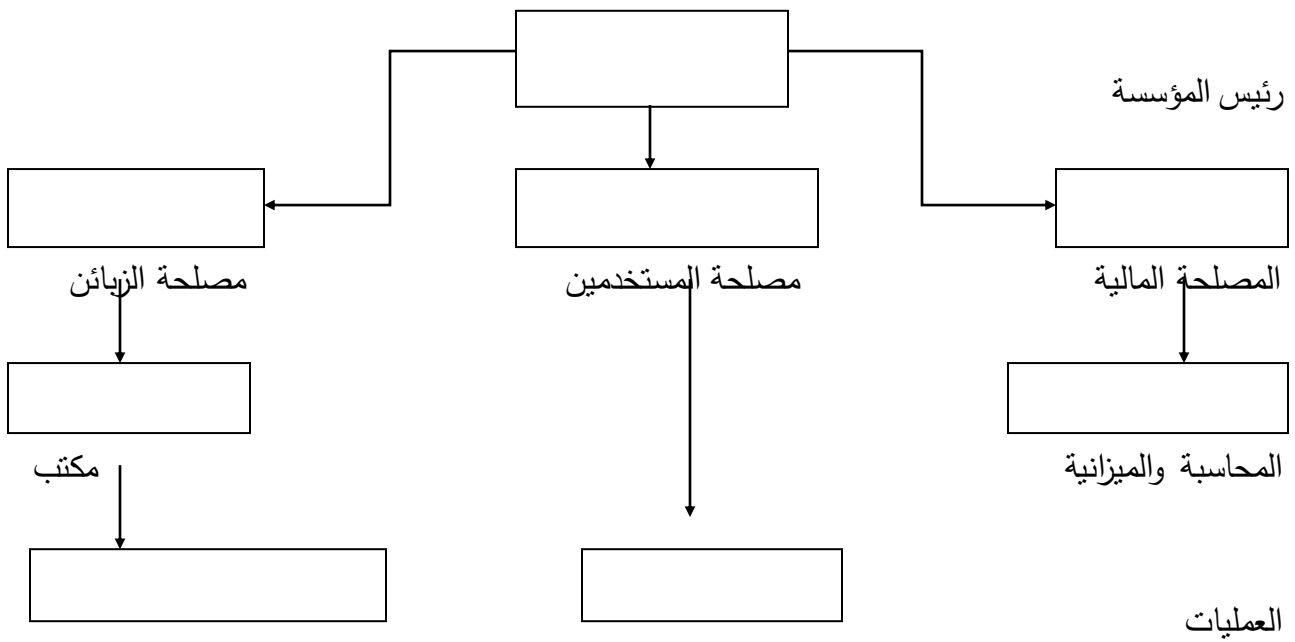 رئيس المؤسسة
المصلحة المالية
مصلحة المستخدمين
مصلحة الزبائن
المحاسبة والميزانية
مكتب
العمليات